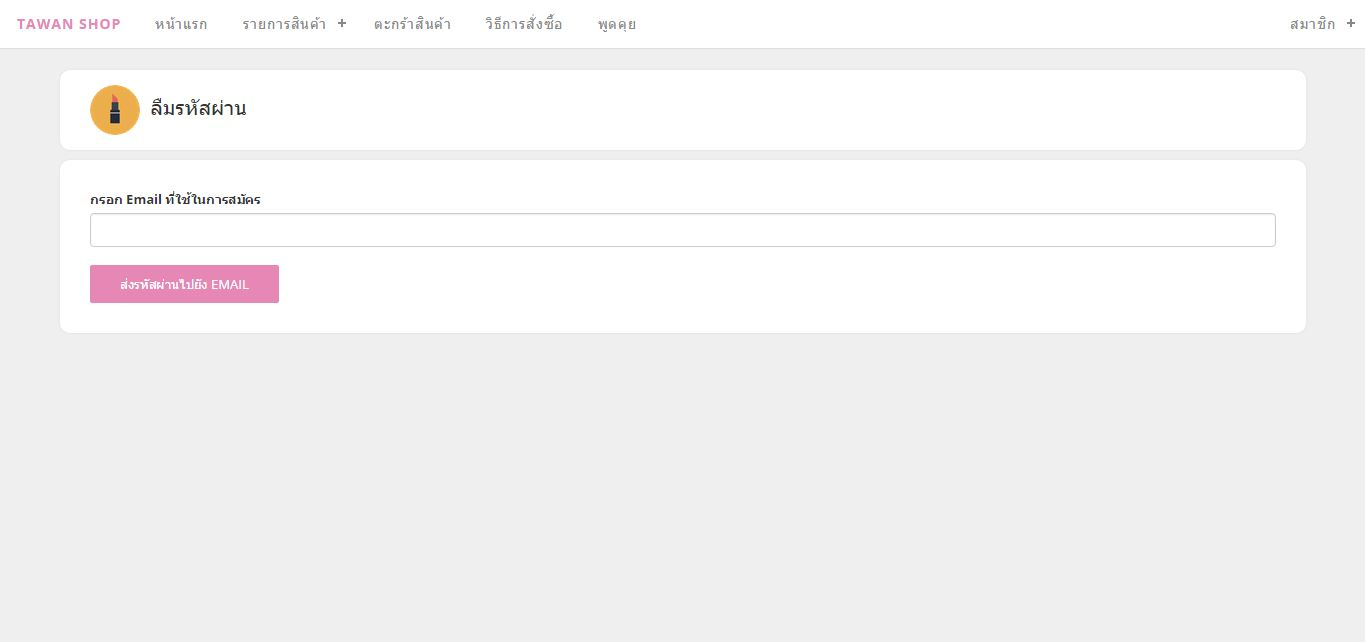 TAWAN SHOP หน้าแรก รายการสินค้า + ตะกร้าสินค้า วิธีการสั่งซื้อ พูดคุย สมาชิก +
ลืมรหัสผ่าน
กรอก Email ที่ใช้ในการสมัคร
ส่งรหัสผ่านไปยัง EMAIL